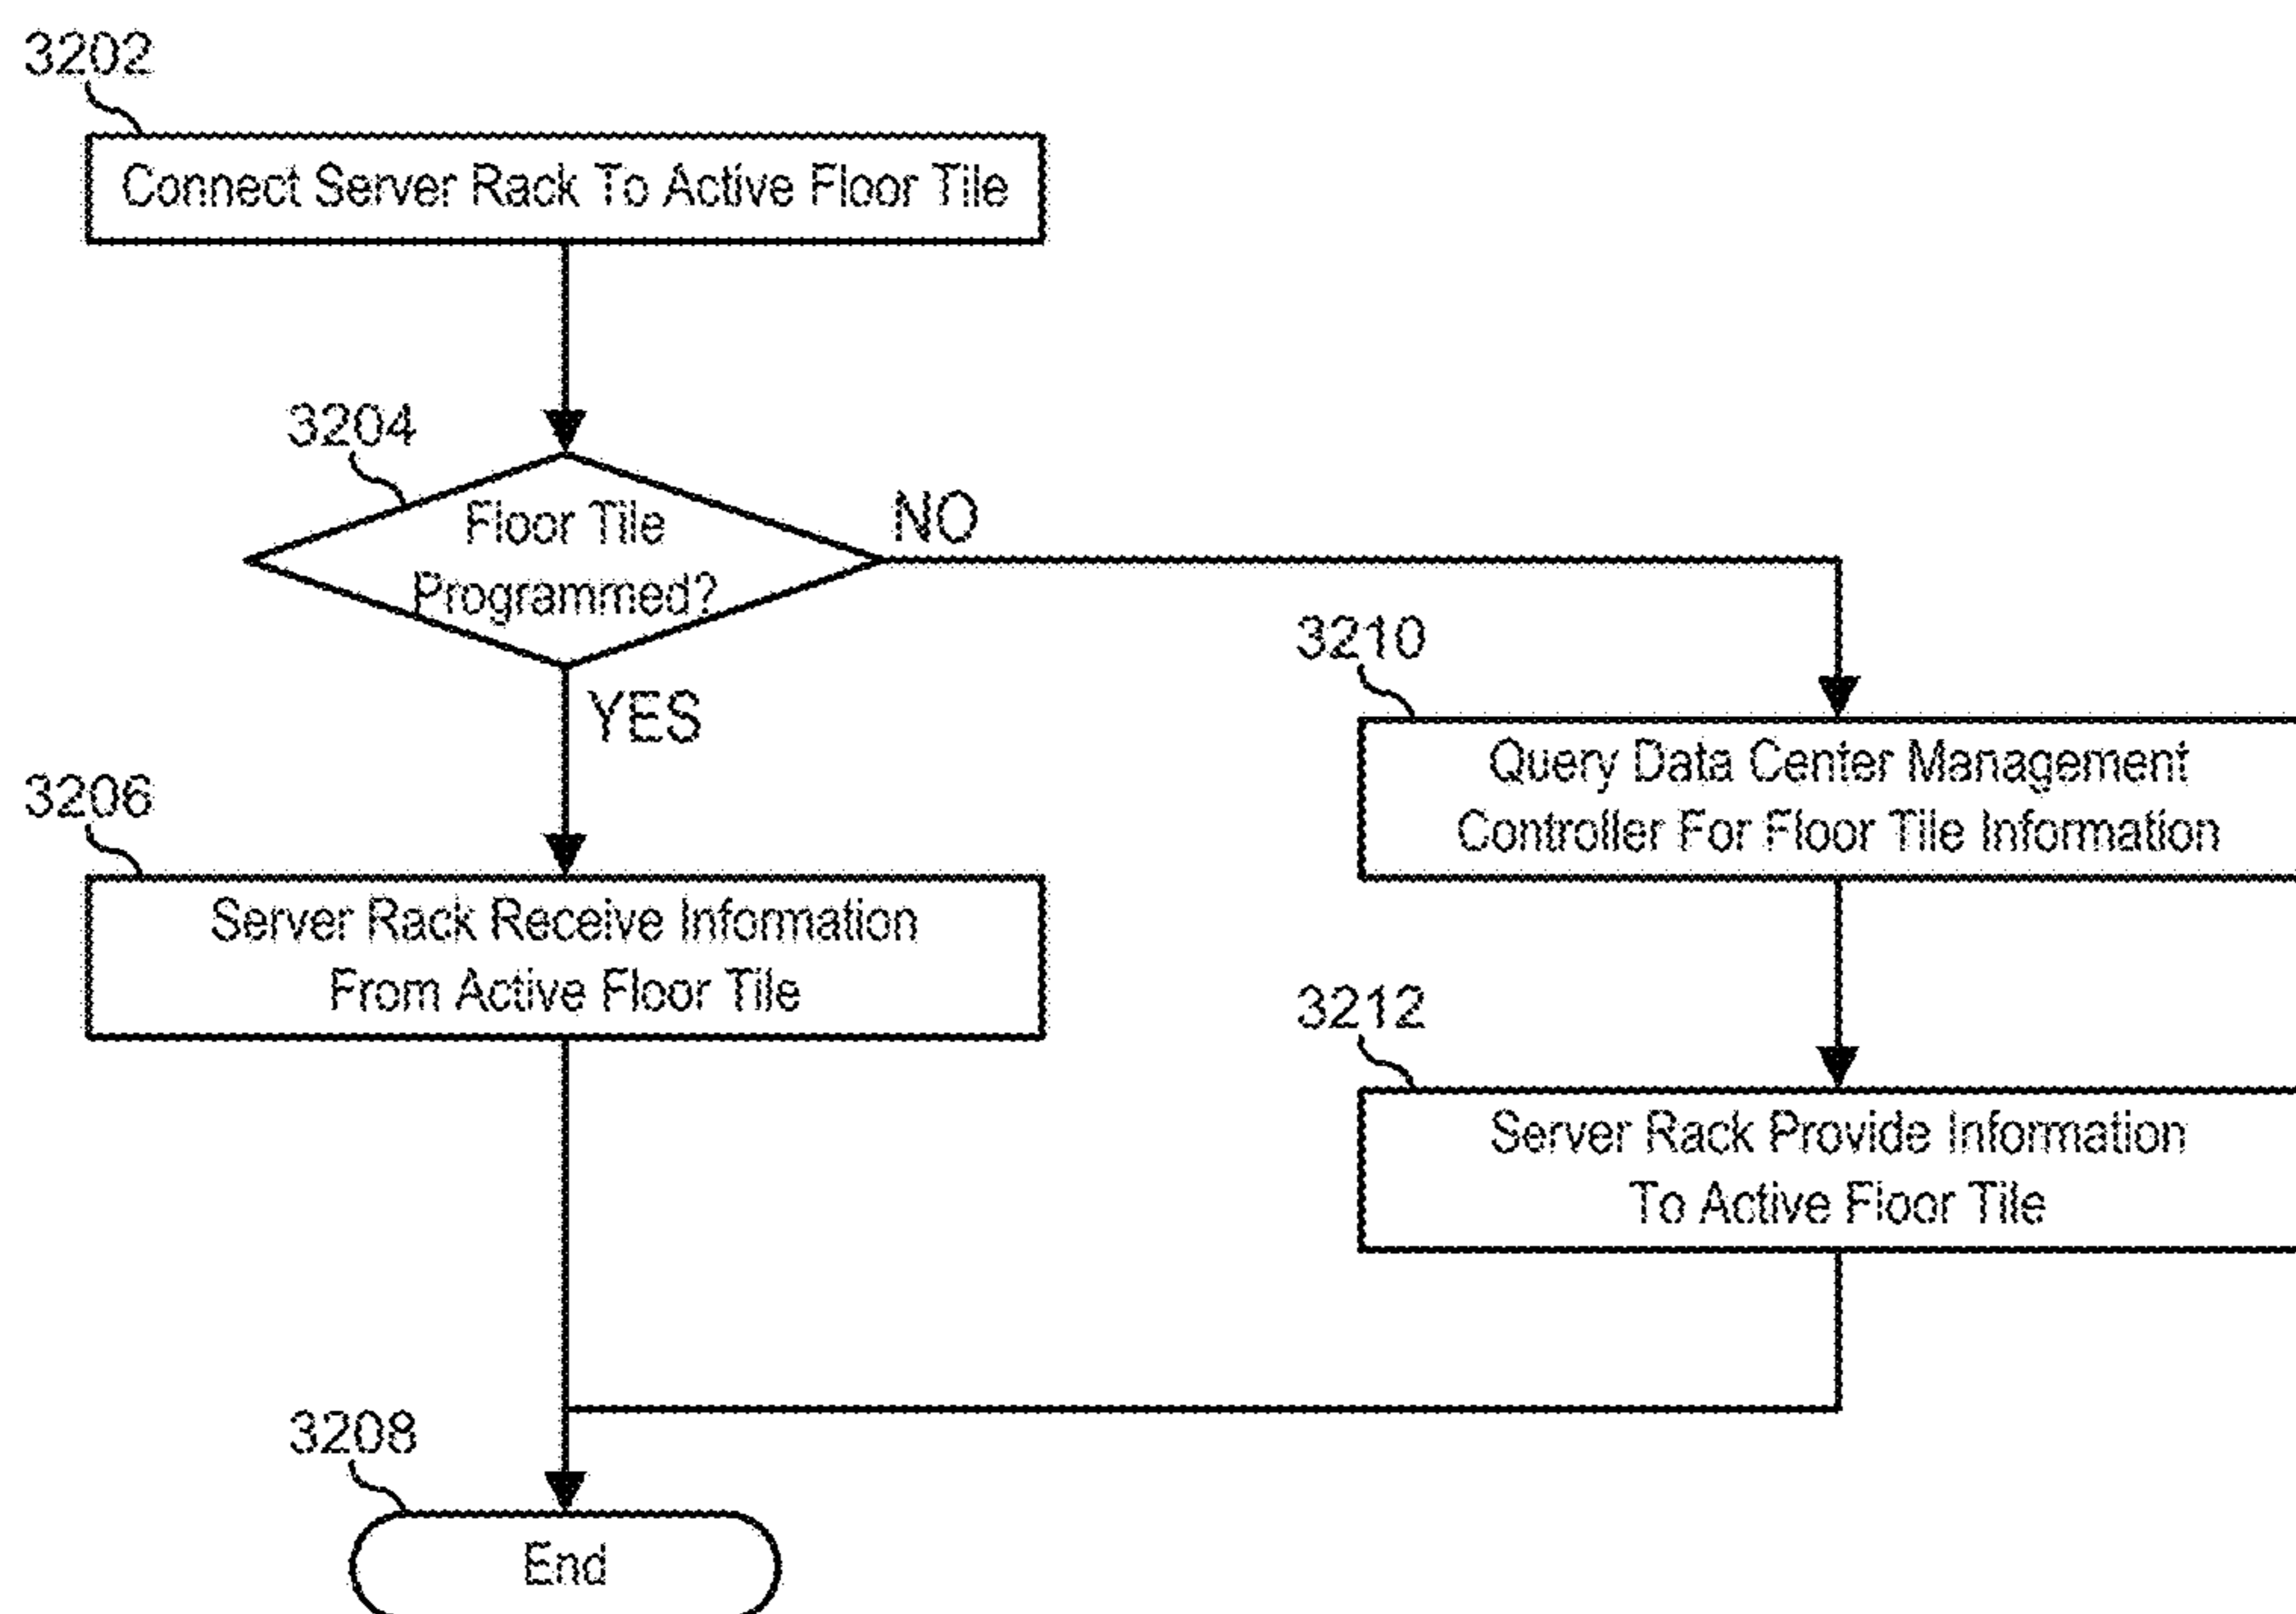 3202
Connect Server Rack To Active Floor Tile
3204
Floor Tile
Programmed?
NO
YES
3206
Server Rack Receive Information
From Active Floor Tile
3210
Query Data Center Management
Controller For Floor Tile Information
3212
Server Rack Provide Information
To Active Floor Tile
3208
End